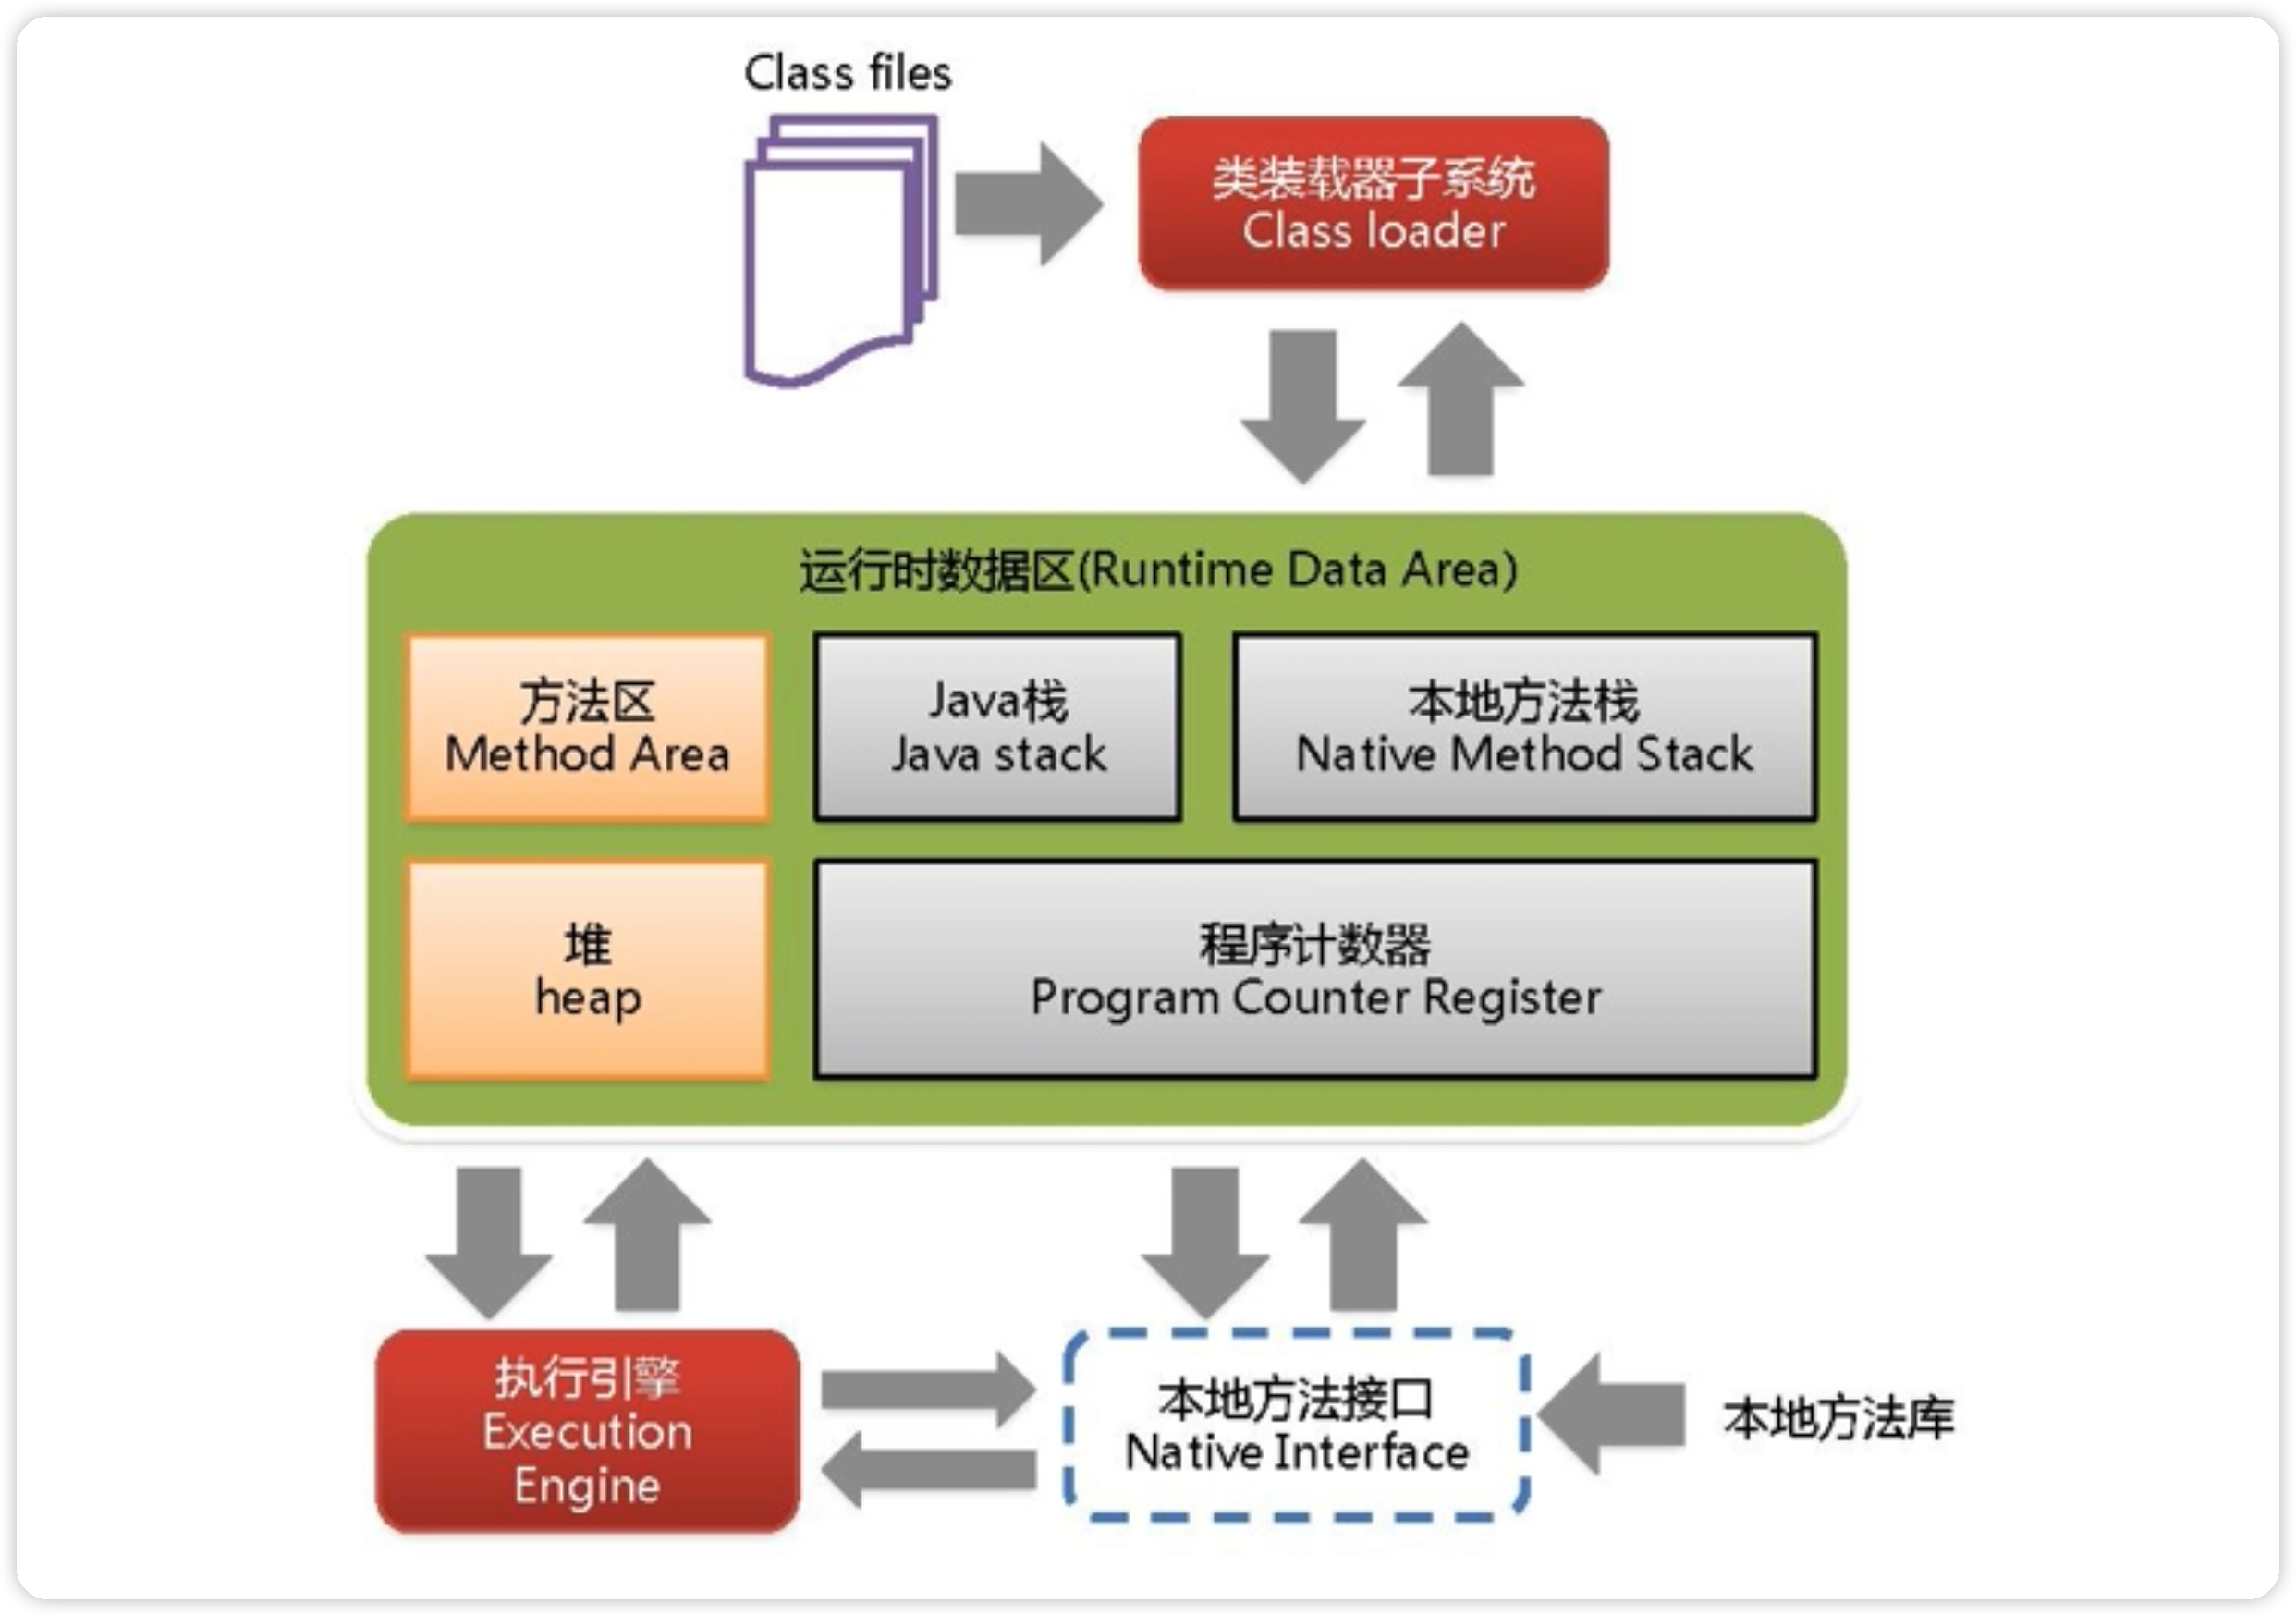 Class files
类装载器子系统
Class loader
运行时数据区(Runtime Data Area)
方法区
Method Area
Java栈
Java stack
本地方法栈
Native Method Stack
堆
heap
程序计数器
Program Counter Register
执行引擎
Execution
Engine
本地方法接口
Native Interface
本地方法库